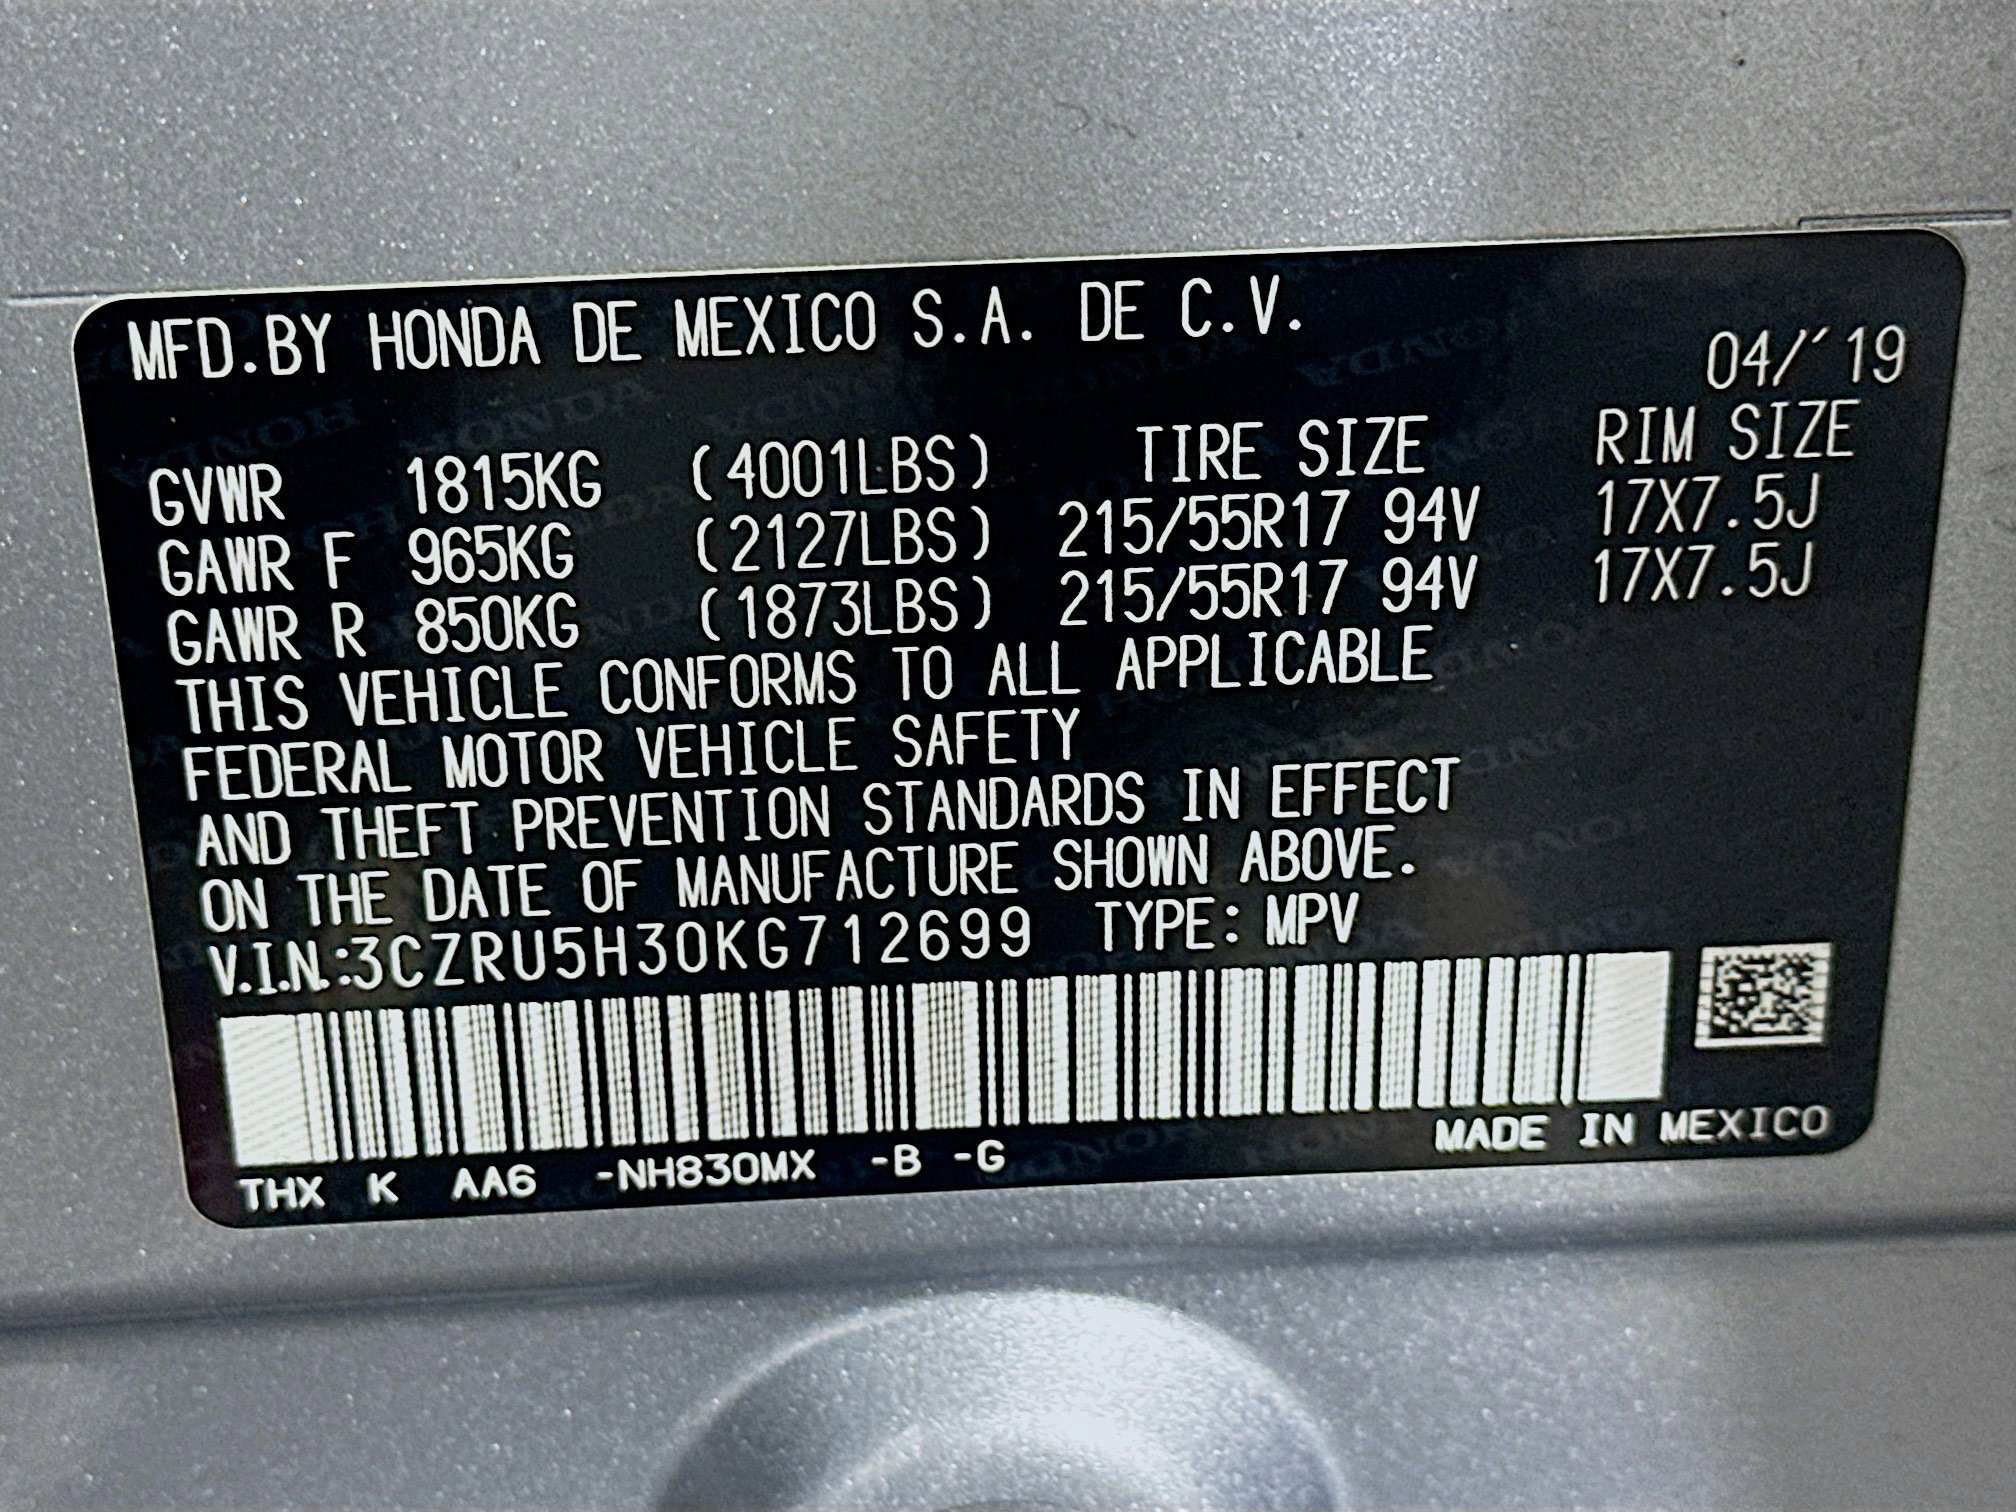 MFD.BY HONDA DE MEXICO S.A. DE C.V.
04/´19
TIRE SIZE RIM SIZE
GVWR 1815KG (4001LBS)
GAWR F 965KG (2127LBS) 215/55R17 94V 17X7.5J
GAWR R 850KG (1873LBS) 215/55R17 94V 17X7.5J
THIS VEHICLE CONFORMS TO ALL APPLICABLE
FEDERAL MOTOR VEHICLE SAFETY
AND THEFT PREVENTION STANDARDS IN EFFECT
ON THE DATE OF MANUFACTURE SHOWN ABOVE.
V.I.N.:3CZRU5H30KG712699 TYPE: MPV
MADE IN MEXICO
THX K AA6 -NH830MX -B -G